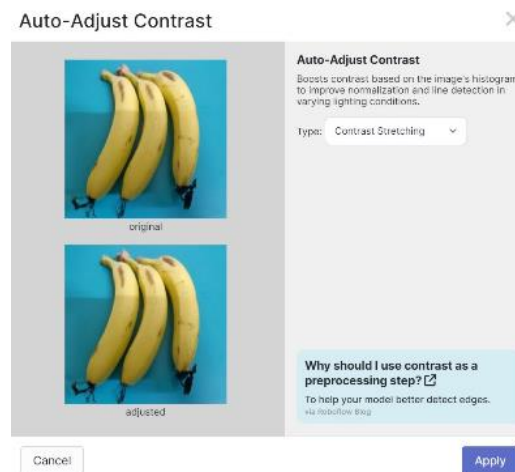 Auto-Adjust Contrast
original
adjusted
Auto-Adjust Contrast
Boosts contrast based on the image's histogram
to improve normalization and line detection in
varying lighting conditions.
Type: Contrast Stretching
Why should I use contrast as a
preprocessing step?
To help your model better detect edges.
via Roboflow Blog
Cancel
Apply